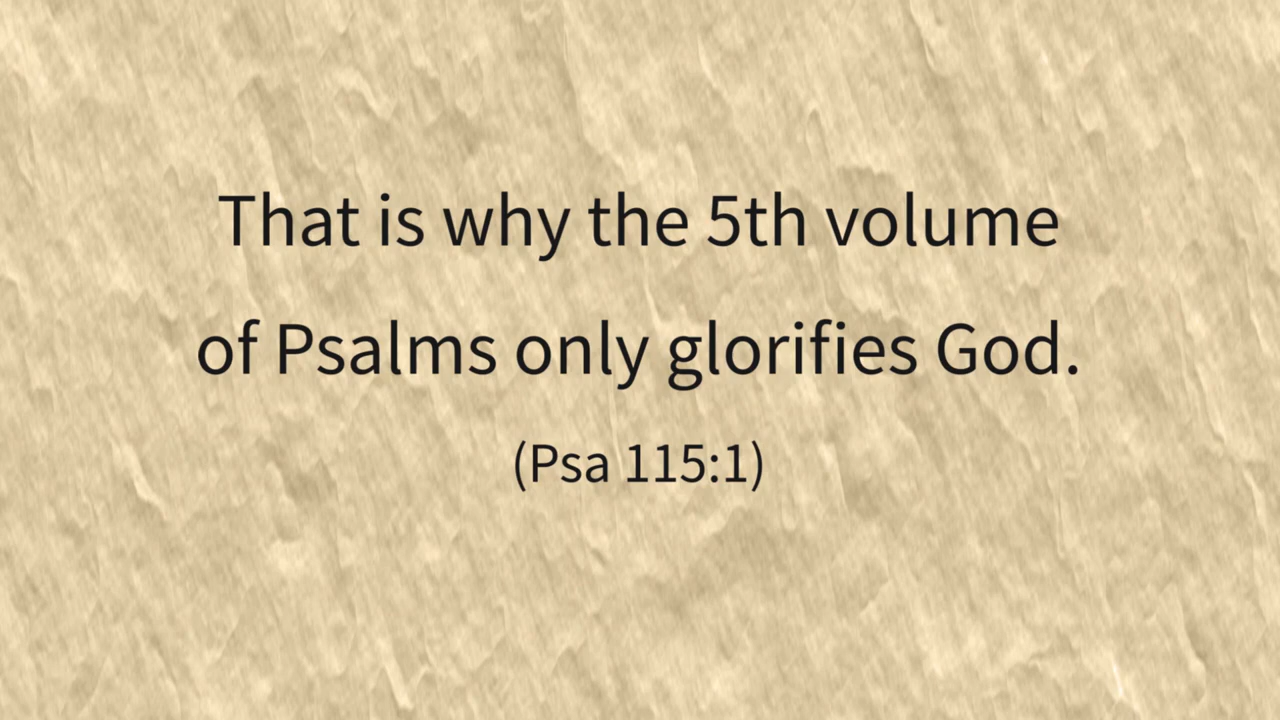 That is why the 5th volume
of Psalms only glorifies God.
(Psa 115:1)